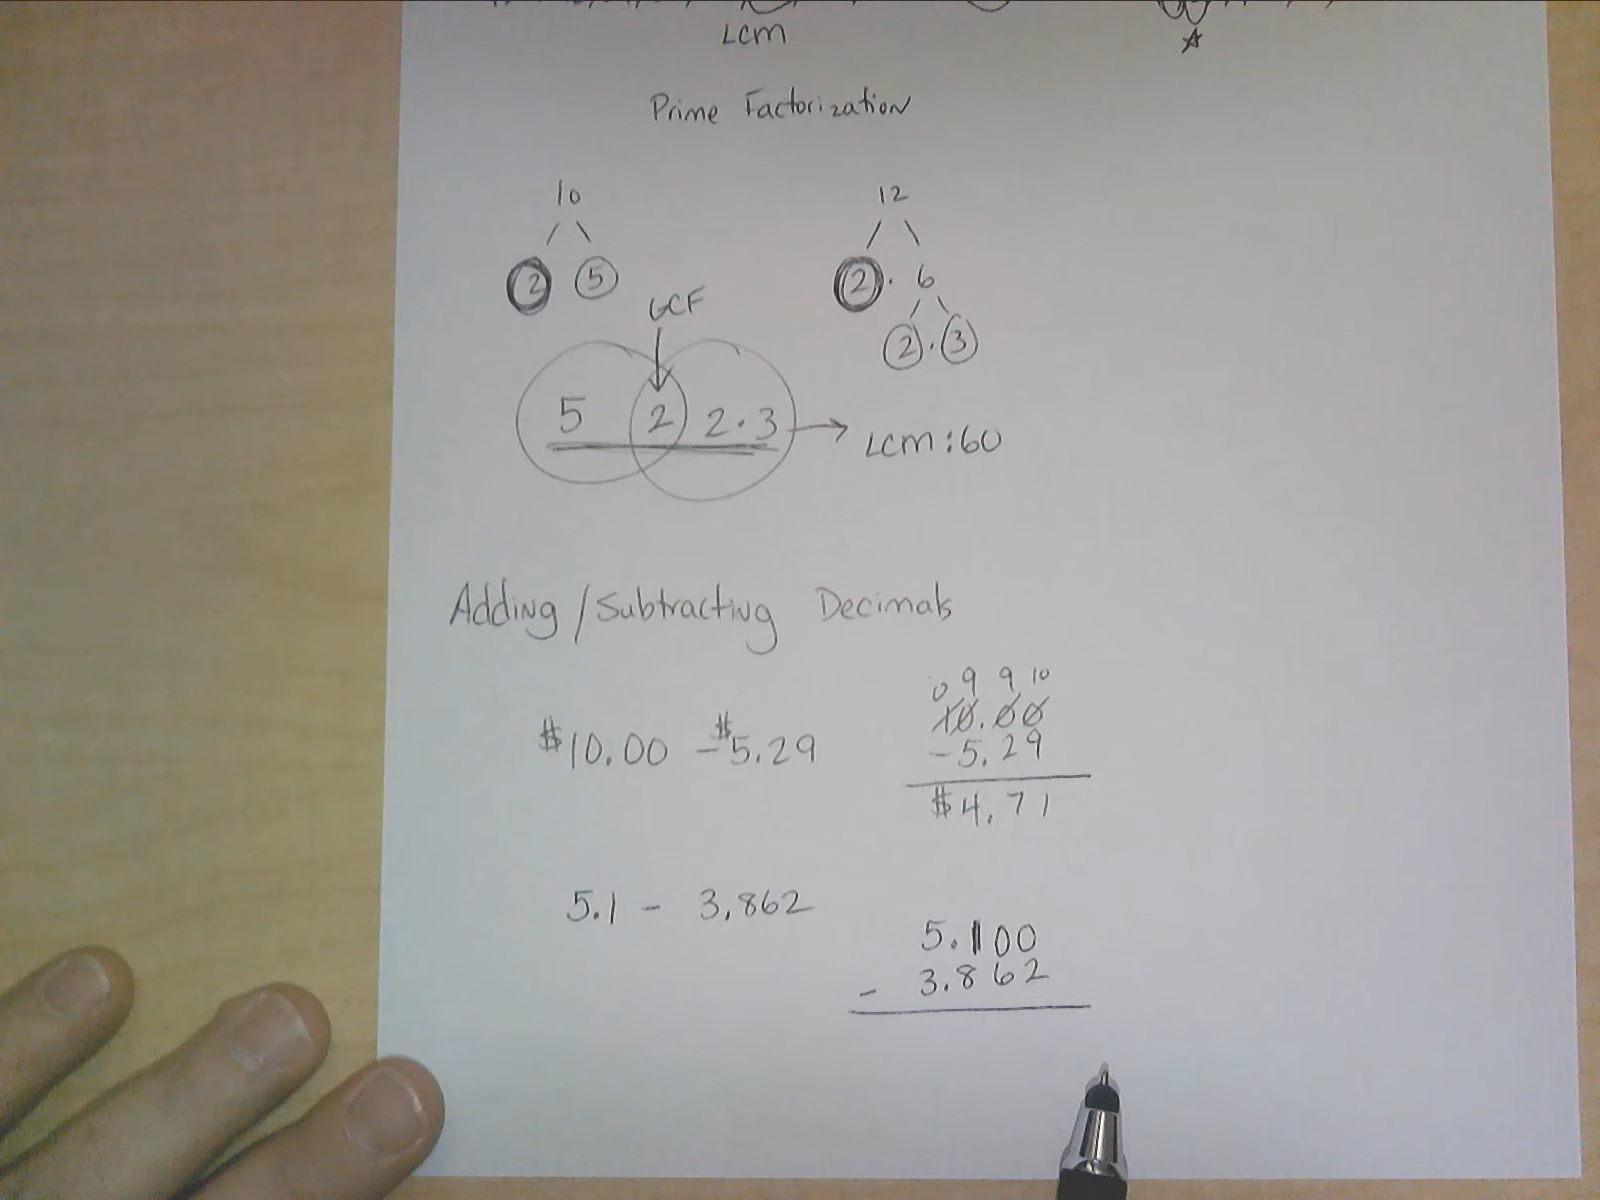 LCM
Prime Factorization
10 12
2 5 2 · 6
GCF
2 · 3
5 2 2 · 3 → LCM : 60
Adding / Subtracting Decimals
0 9 9 10
$10.00 - $5.29 10.00
- 5.29
$4.71
5.1 - 3.862
5.100
- 3.862